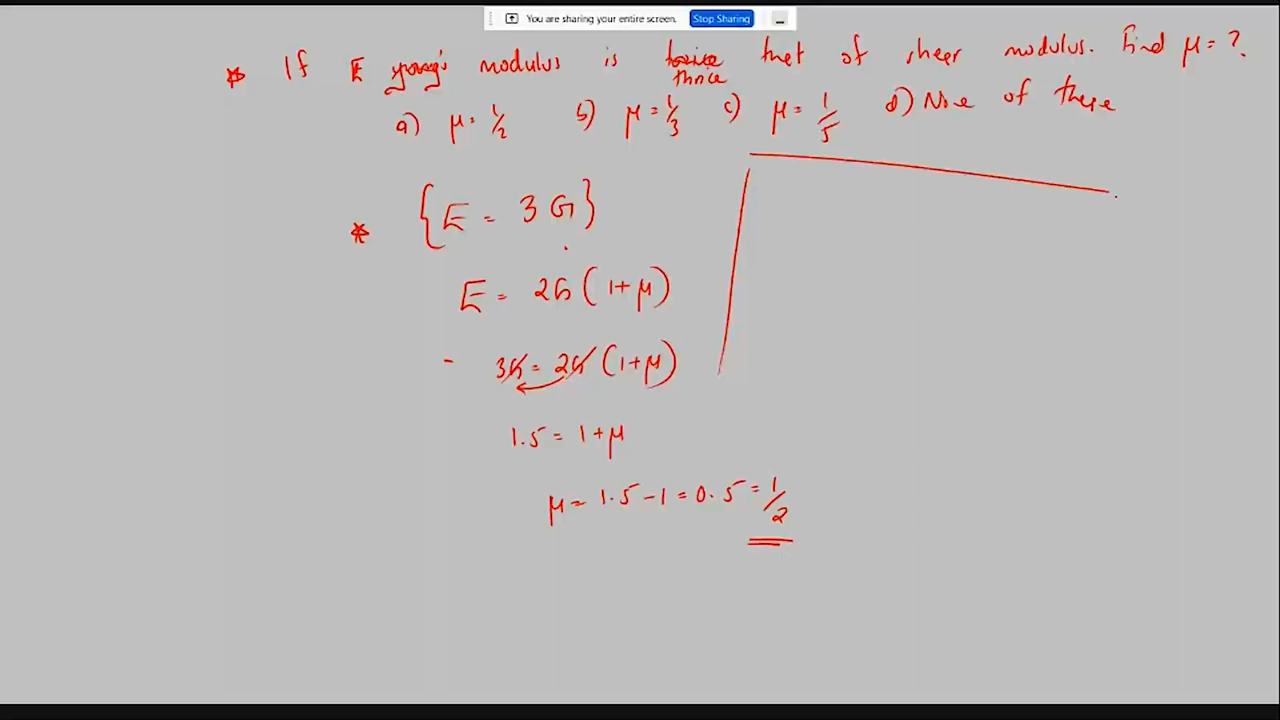 You are sharing your entire screen. Stop Sharing
* If E young's modulus is thrice that of shear modulus. Find μ = ?
a) μ = 1/2 b) μ = 1/3 c) μ = 1/5 d) None of these
* {E = 3G}
E = 2G (1+μ)
- 3G = 2G (1+μ)
1.5 = 1+μ
μ = 1.5 - 1 = 0.5 = 1/2